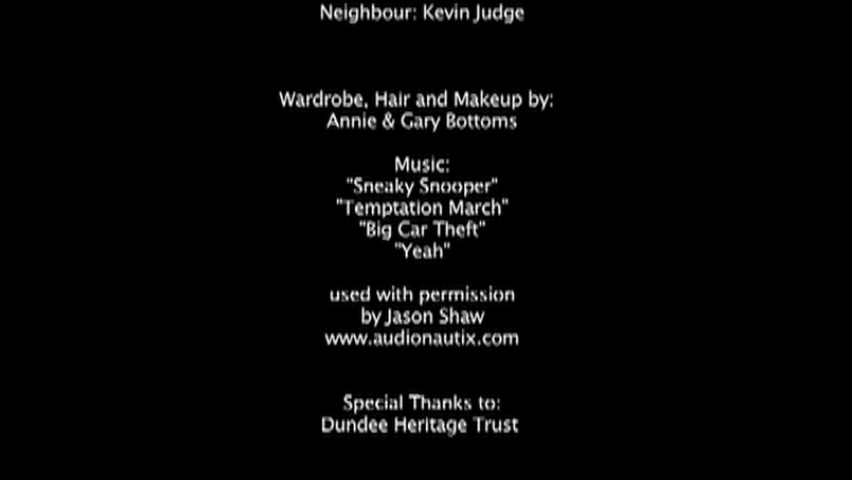 Neighbour: Kevin Judge
Wardrobe, Hair and Makeup by:
Annie & Gary Bottoms
Music:
"Sneaky Snooper"
"Temptation March"
"Big Car Theft"
"Yeah"
used with permission
by Jason Shaw
www.audionautix.com
Special Thanks to:
Dundee Heritage Trust